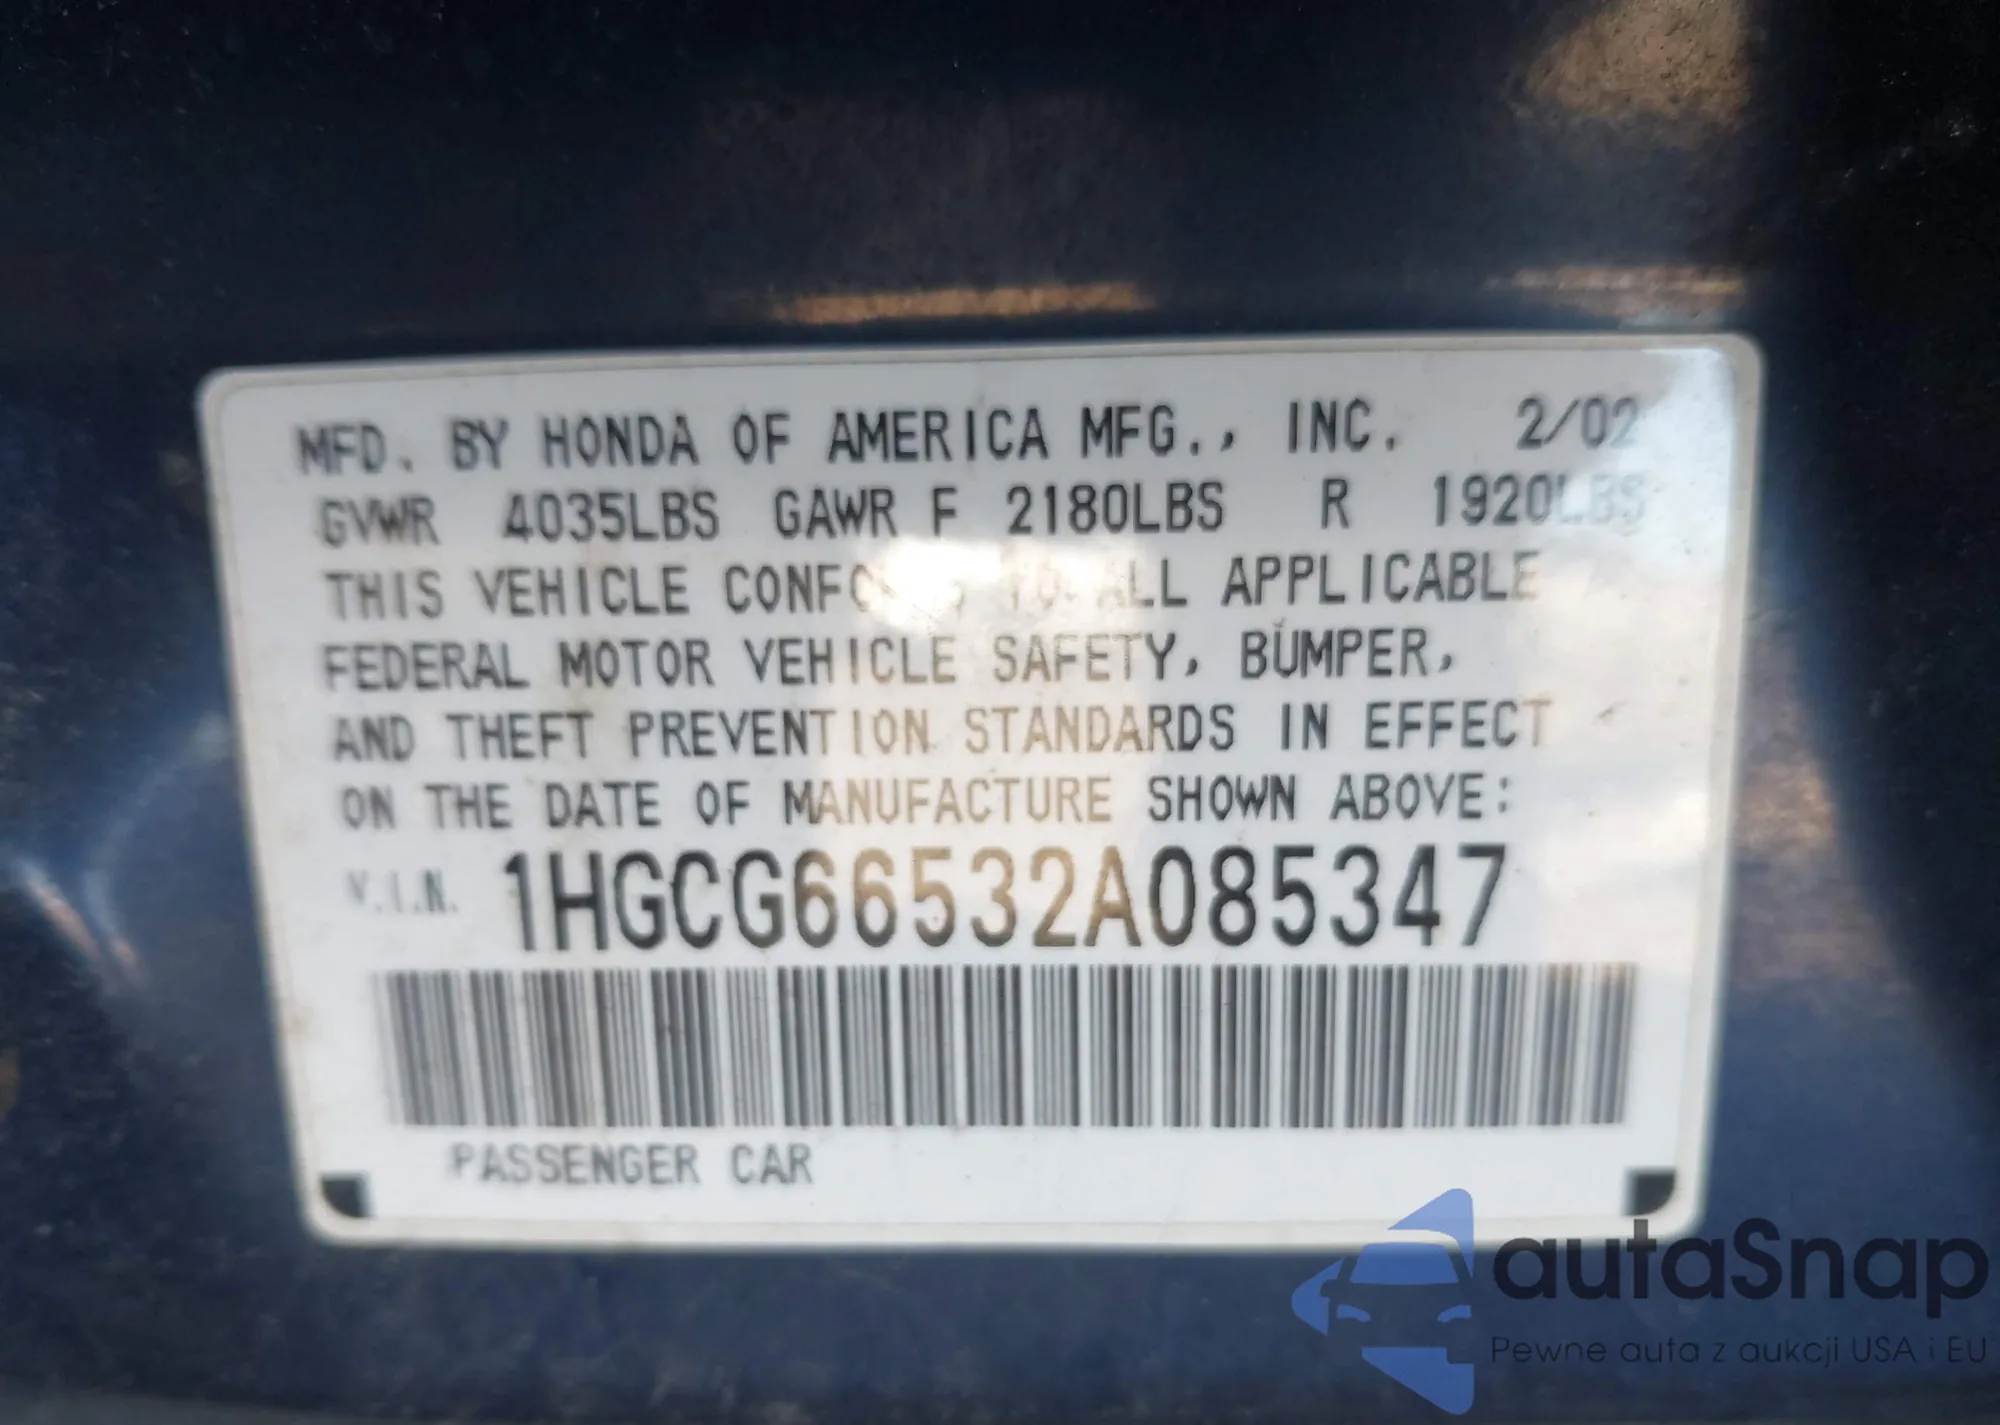 MFD. BY HONDA OF AMERICA MFG., INC. 2/02
GVWR 4035LBS GAWR F 2180LBS R 1920LBS
THIS VEHICLE CONFORMS TO ALL APPLICABLE
FEDERAL MOTOR VEHICLE SAFETY, BUMPER,
AND THEFT PREVENTION STANDARDS IN EFFECT
ON THE DATE OF MANUFACTURE SHOWN ABOVE:
V.I.N. 1HGCG66532A085347
PASSENGER CAR
autaSnap
Pewne auta z aukcji USA i EU